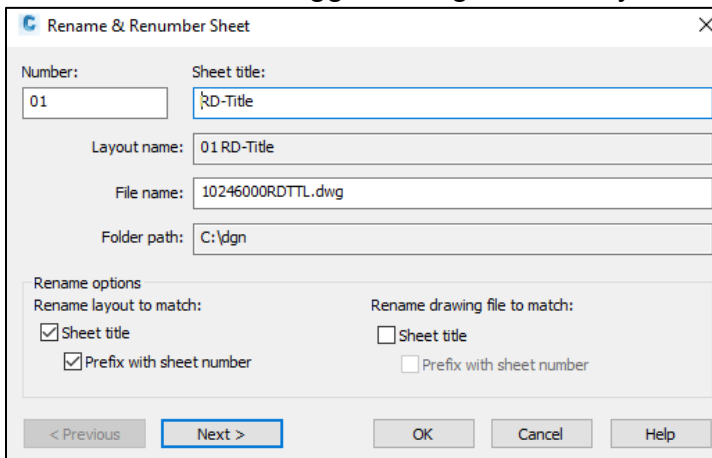 Rename & Renumber Sheet
Number: Sheet title:
01 RD-Title
Layout name: 01 RD-Title
File name: 10246000RDTTL.dwg
Folder path: C:\dgn
Rename options
Rename layout to match: Rename drawing file to match:
Sheet title Sheet title
Prefix with sheet number Prefix with sheet number
< Previous Next > OK Cancel Help